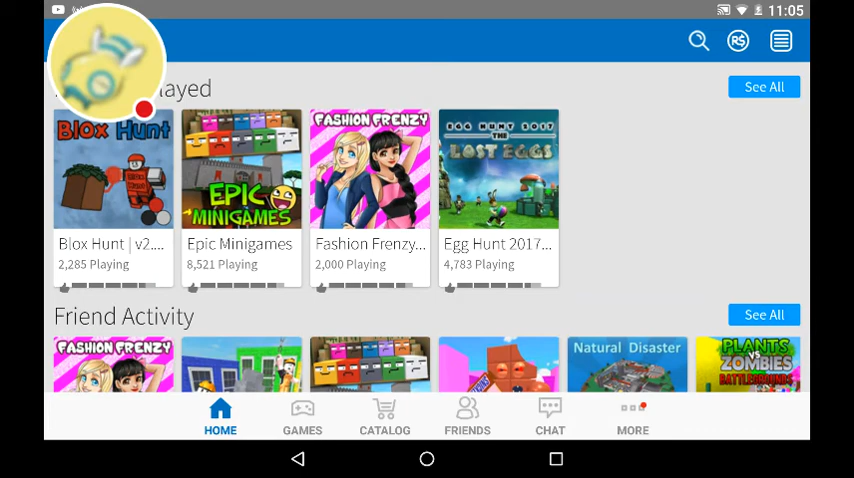 11:05
R$
ayed
See All
Blox Hunt
EPIC
MINIGAMES
FASHION FRENZY
EGG HUNT 2017
THE
LOST EGGS
Blox Hunt | v2....
Epic Minigames
Fashion Frenzy...
Egg Hunt 2017...
2,285 Playing
8,521 Playing
2,000 Playing
4,783 Playing
Friend Activity
See All
FASHION FRENZY
Natural Disaster
PLANTS
VS
ZOMBIES
BATTLEGROUNDS
HOME
GAMES
CATALOG
FRIENDS
CHAT
MORE